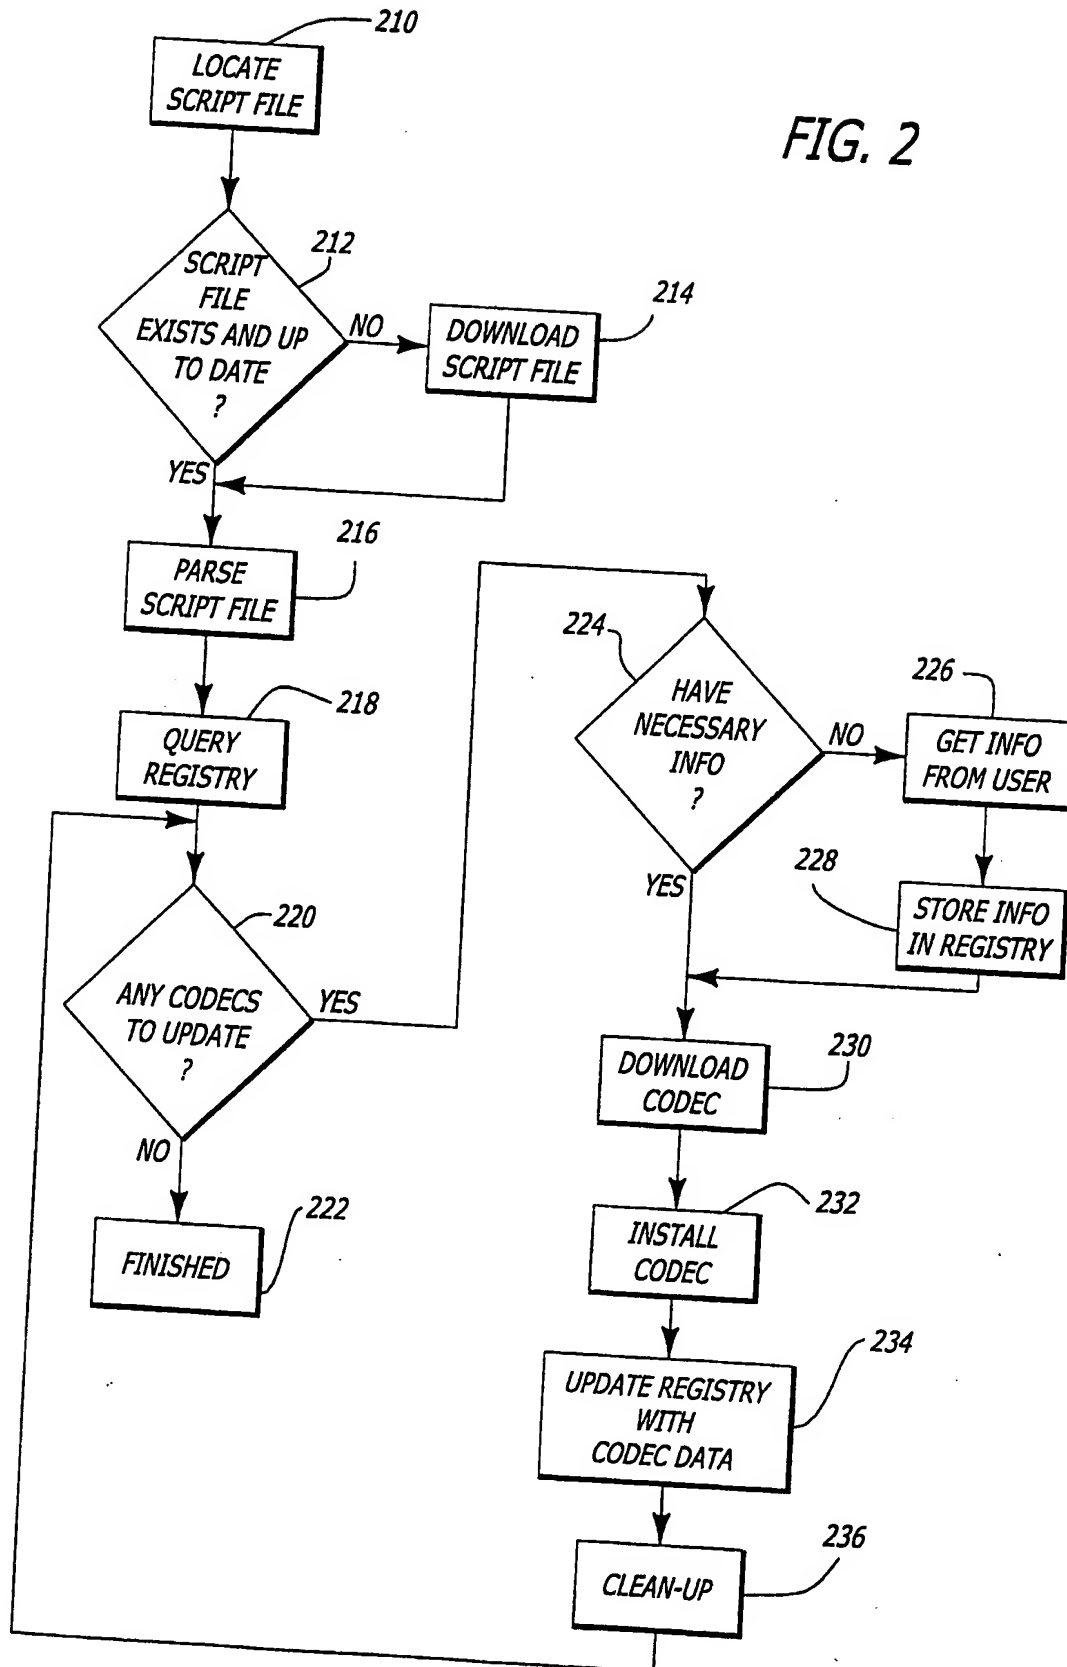 210
LOCATE
SCRIPT FILE
FIG. 2
212
SCRIPT
FILE
EXISTS AND UP
TO DATE
?
NO
214
DOWNLOAD
SCRIPT FILE
YES
216
PARSE
SCRIPT FILE
218
QUERY
REGISTRY
220
ANY CODECS
TO UPDATE
?
YES
NO
222
FINISHED
224
HAVE
NECESSARY
INFO
?
NO
226
GET INFO
FROM USER
228
STORE INFO
IN REGISTRY
YES
230
DOWNLOAD
CODEC
232
INSTALL
CODEC
234
UPDATE REGISTRY
WITH
CODEC DATA
236
CLEAN-UP